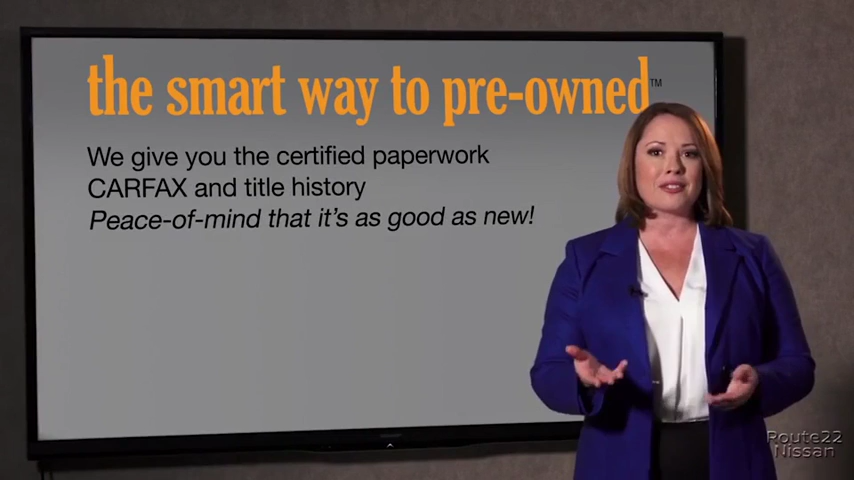 the smart way to pre-owned™
We give you the certified paperwork
CARFAX and title history
Peace-of-mind that it's as good as new!
Route22
Nissan